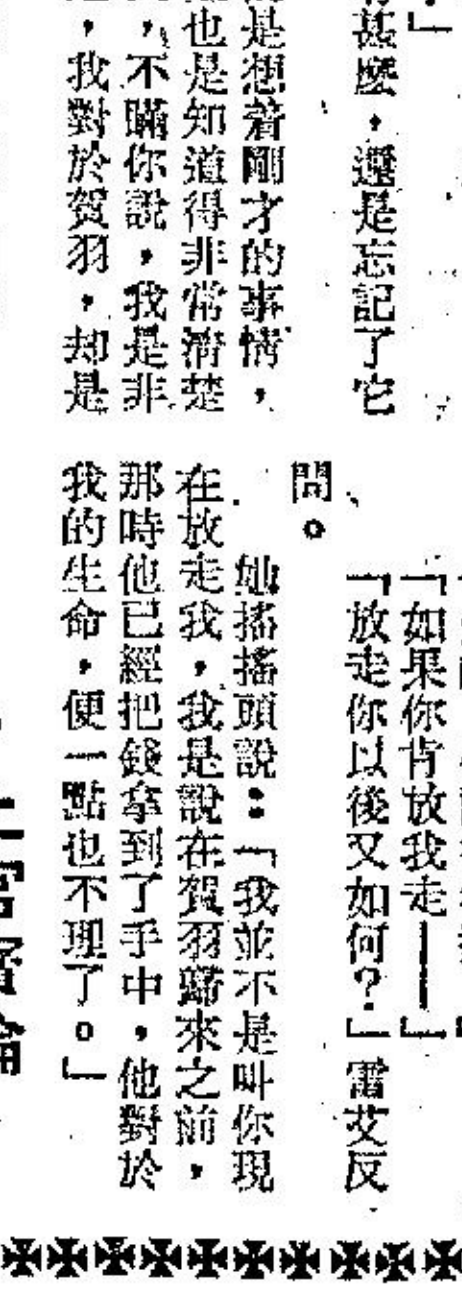 甚麼，還是忘記了它
是想着剛才的事情，
也是知道得非常清楚
，不瞞你說，我是非
，我對於賀羽，却是
「如果你肯放我走——」
「放走你以後又如何？」雷艾反
問。
她搖搖頭說：「我並不是叫你現
在放走我，我是說在賀羽歸來之前，
那時他已經把錢拿到了手中，他對於
我的生命，便一點也不理了。」